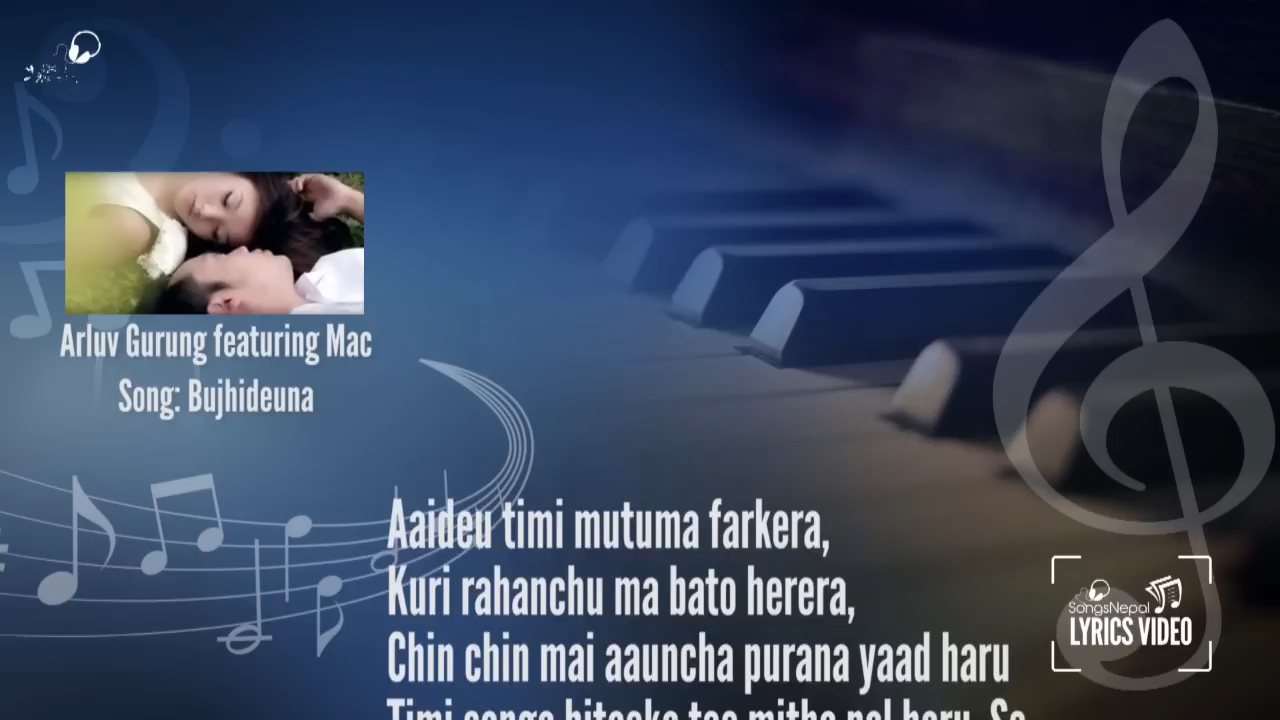 Arluv Gurung featuring Mac
Song: Bujhideuna
Aaideu timi mutuma farkera,
Kuri rahanchu ma bato herera,
Chin chin mai aauncha purana yaad haru
SongsNepal
LYRICS VIDEO